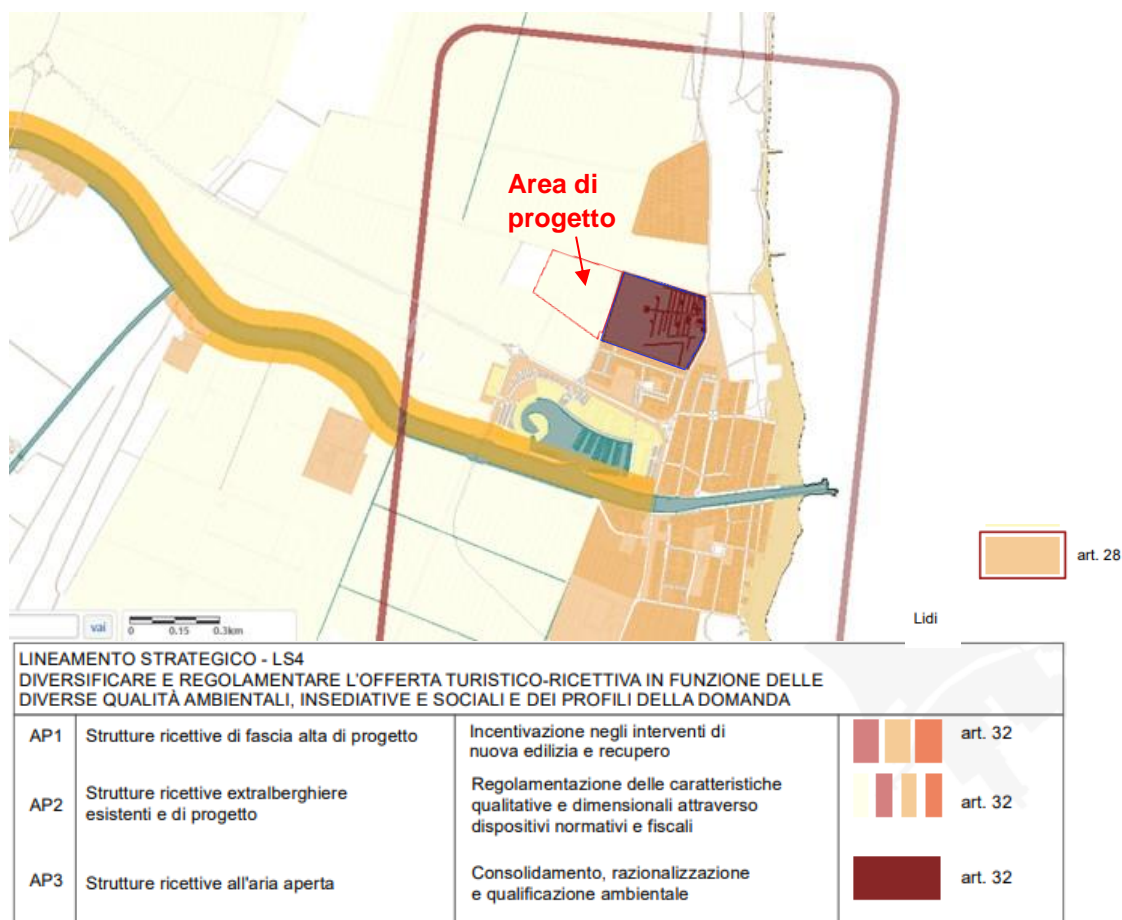 Area di
progetto
art. 28
Lidi
vai
0 0.15 0.3km
LINEAMENTO STRATEGICO - LS4
DIVERSIFICARE E REGOLAMENTARE L'OFFERTA TURISTICO-RICETTIVA IN FUNZIONE DELLE
DIVERSE QUALITÀ AMBIENTALI, INSEDIATIVE E SOCIALI E DEI PROFILI DELLA DOMANDA
AP1 Strutture ricettive di fascia alta di progetto
Incentivazione negli interventi di
nuova edilizia e recupero
art. 32
AP2
Strutture ricettive extralberghiere
esistenti e di progetto
Regolamentazione delle caratteristiche
qualitative e dimensionali attraverso
dispositivi normativi e fiscali
art. 32
AP3 Strutture ricettive all'aria aperta
Consolidamento, razionalizzazione
e qualificazione ambientale
art. 32